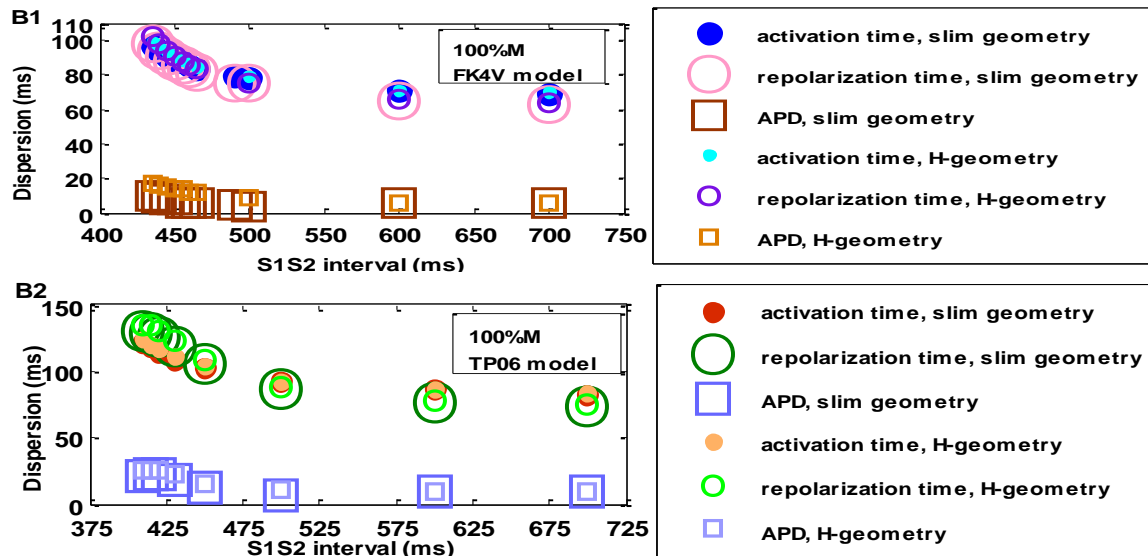 B1
110
100
80
60
40
20
0
Dispersion (ms)
100%M
FK4V model
400 450 500 550 600 650 700 750
S1S2 interval (ms)
activation time, slim geometry
repolarization time, slim geometry
APD, slim geometry
activation time, H-geometry
repolarization time, H-geometry
APD, H-geometry
B2
150
100
50
0
Dispersion (ms)
100%M
TP06 model
375 425 475 525 575 625 675 725
S1S2 interval (ms)
activation time, slim geometry
repolarization time, slim geometry
APD, slim geometry
activation time, H-geometry
repolarization time, H-geometry
APD, H-geometry